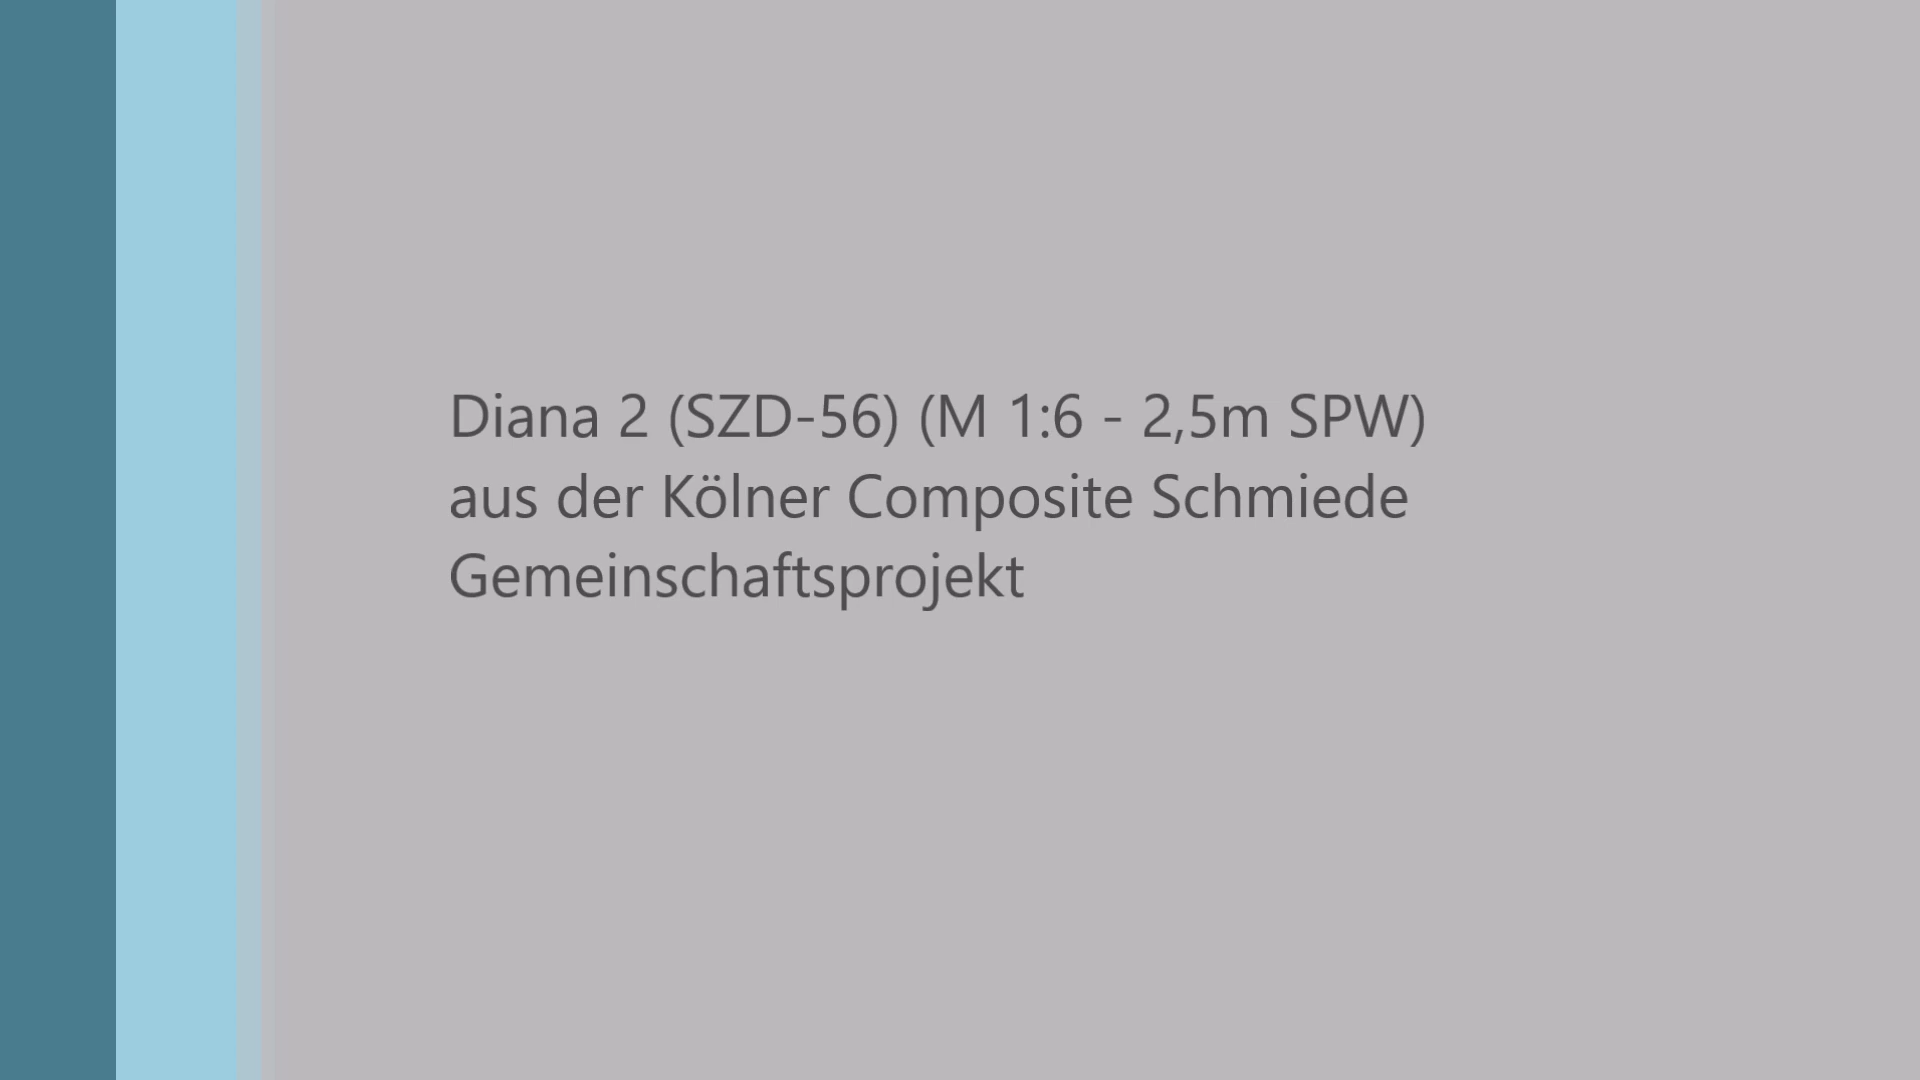 Diana 2 (SZD-56) (M 1:6 - 2,5m SPW)
aus der Kölner Composite Schmiede
Gemeinschaftsprojekt